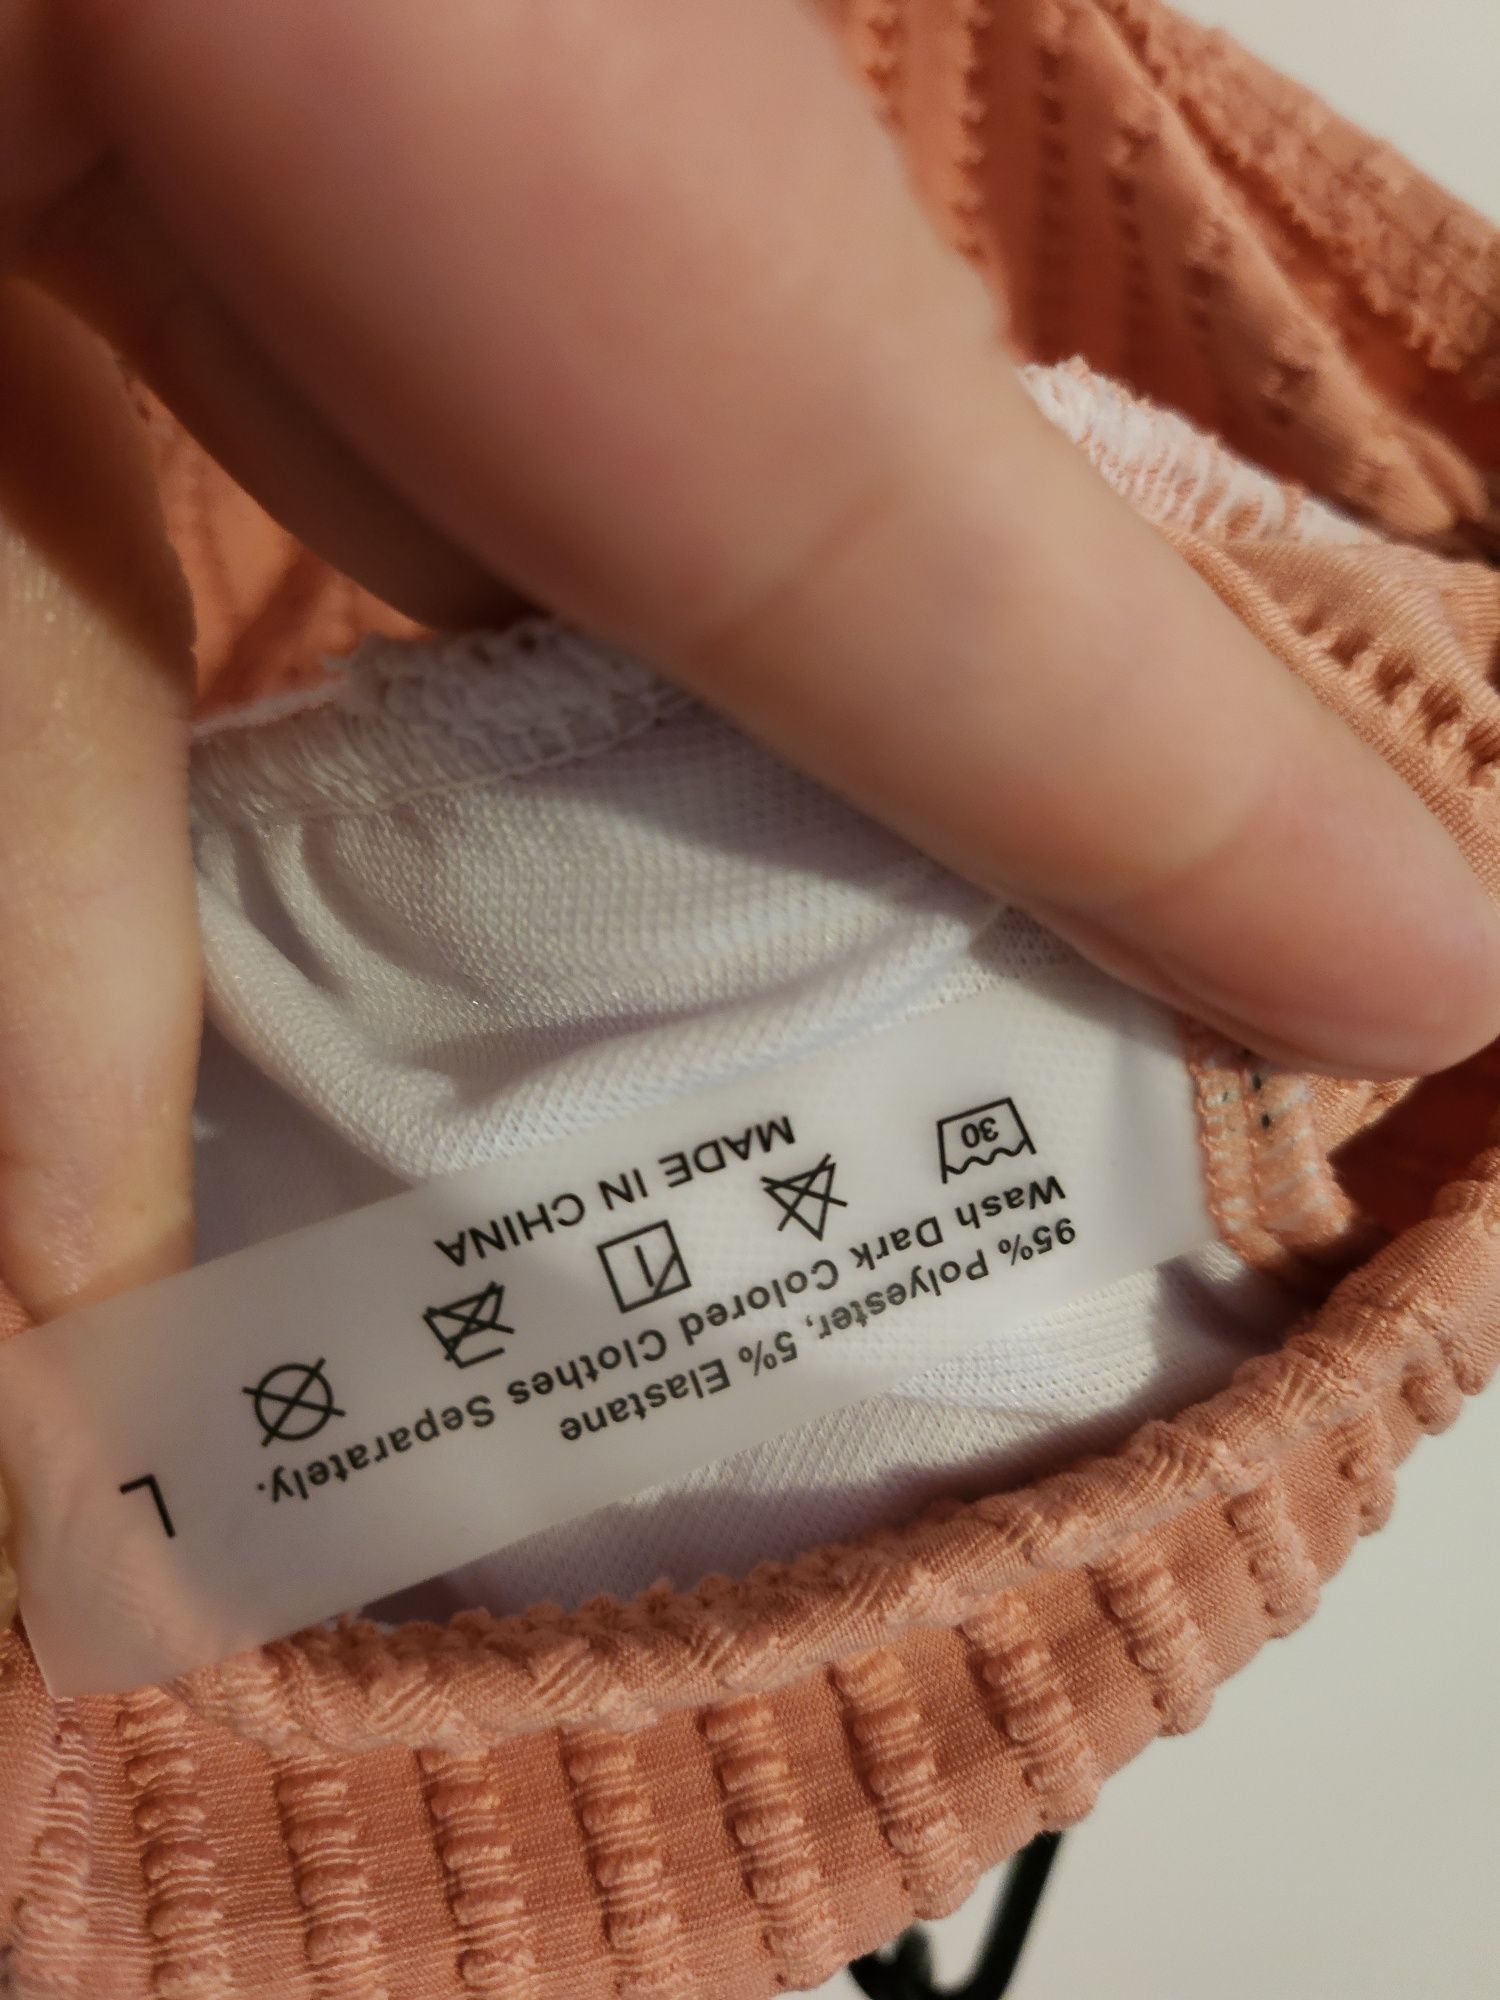 95% Polyester, 5% Elastane
Wash Dark Colored Clothes Separately.
30
MADE IN CHINA
L